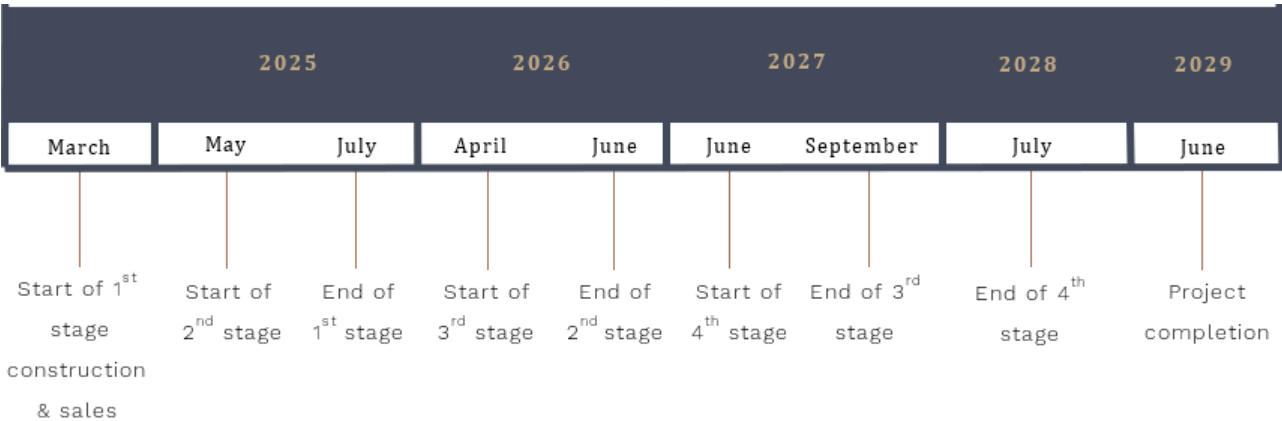 2025 2026 2027 2028 2029
March May July April June June September July June
Start of 1st
stage
construction
& sales
Start of
2nd stage
End of
1st stage
Start of
3rd stage
End of
2nd stage
Start of
4th stage
End of 3rd
stage
End of 4th
stage
Project
completion